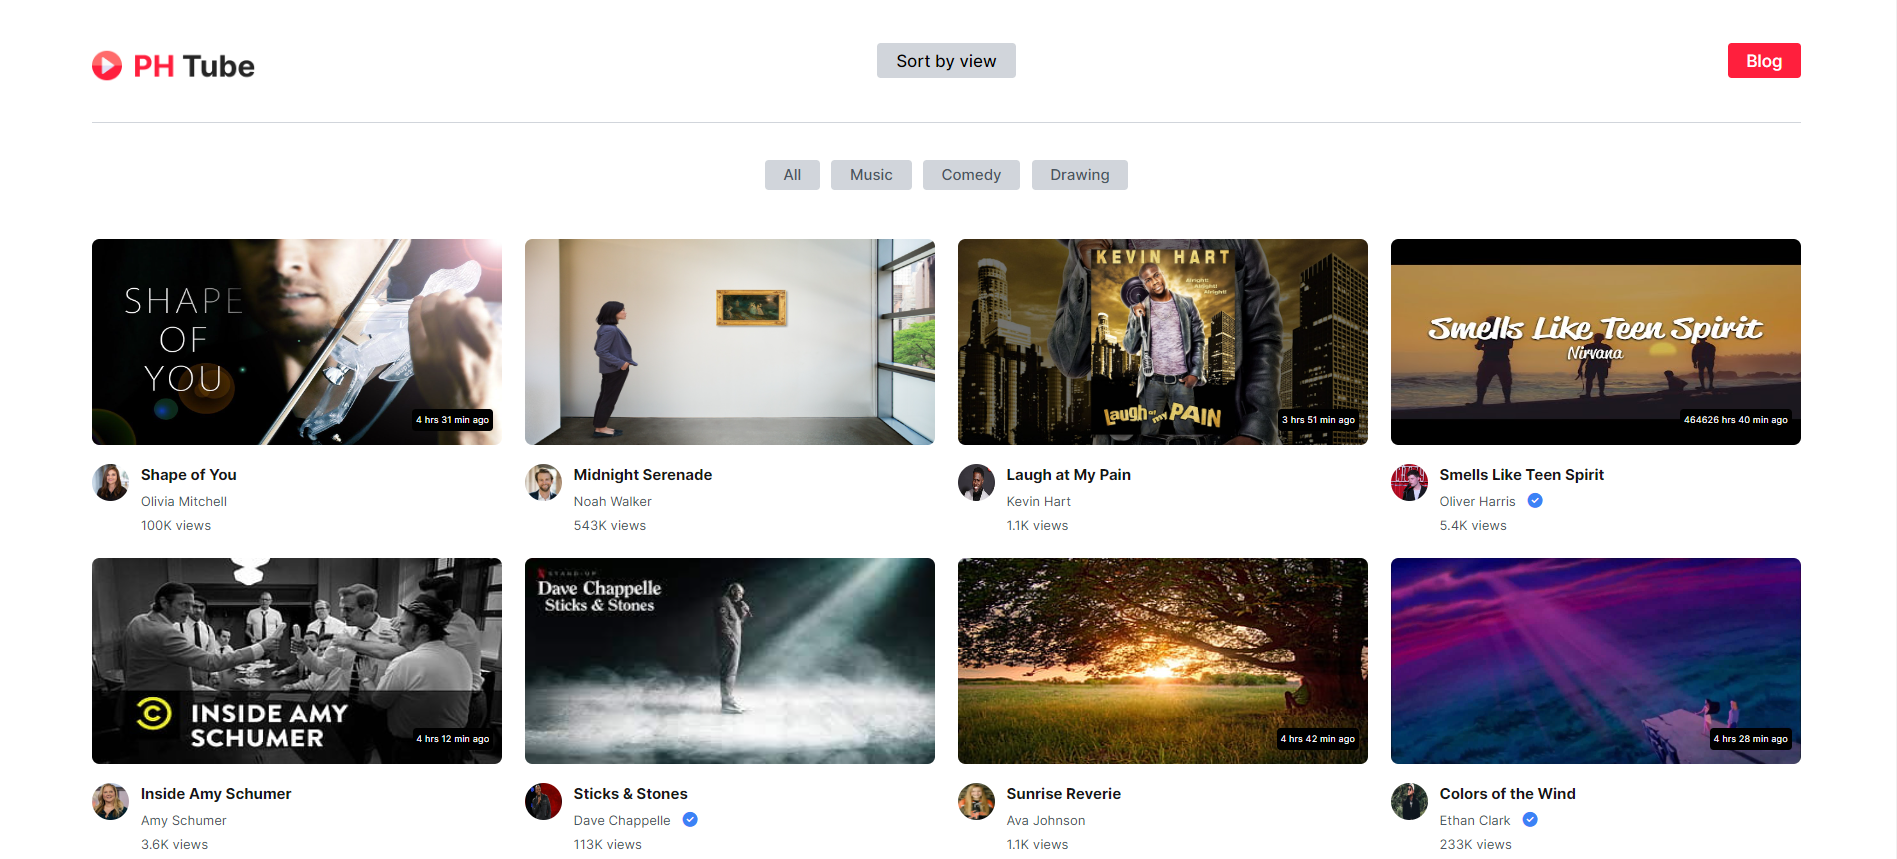 PH Tube
Sort by view
Blog
All
Music
Comedy
Drawing
SHAPE
OF
YOU
4 hrs 31 min ago
KEVIN HART
Alright!
Alright!
Alright!
Laugh at my PAIN
3 hrs 51 min ago
Smells Like Teen Spirit
Nirvana
464626 hrs 40 min ago
Shape of You
Olivia Mitchell
100K views
Midnight Serenade
Noah Walker
543K views
Laugh at My Pain
Kevin Hart
1.1K views
Smells Like Teen Spirit
Oliver Harris
5.4K views
INSIDE AMY
SCHUMER
4 hrs 12 min ago
STAND-UP
Dave Chappelle
Sticks & Stones
4 hrs 42 min ago
4 hrs 28 min ago
Inside Amy Schumer
Amy Schumer
3.6K views
Sticks & Stones
Dave Chappelle
113K views
Sunrise Reverie
Ava Johnson
1.1K views
Colors of the Wind
Ethan Clark
233K views